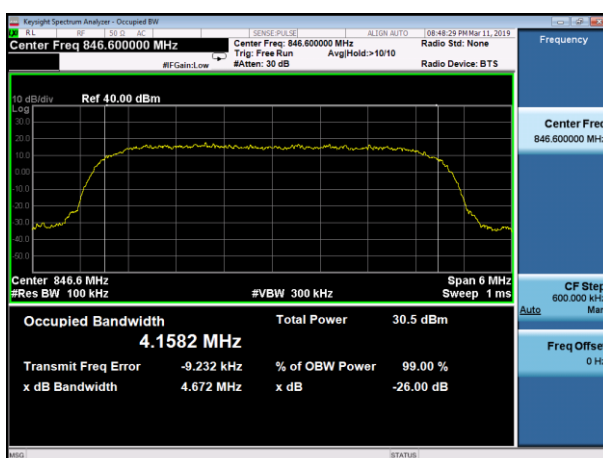 Keysight Spectrum Analyzer - Occupied BW
RL RF 50 Ω AC SENSE:PULSE ALIGN AUTO 08:48:29 PM Mar 11, 2019
Center Freq 846.600000 MHz Center Freq: 846.600000 MHz Radio Std: None Frequency
Trig: Free Run Avg|Hold:>10/10
#IFGain:Low #Atten: 30 dB Radio Device: BTS
10 dB/div Ref 40.00 dBm
Log
30.0
20.0
10.0
0.00
-10.0
-20.0
-30.0
-40.0
-50.0
Center Freq
846.600000 MHz
Center 846.6 MHz Span 6 MHz
#Res BW 100 kHz #VBW 300 kHz Sweep 1 ms
CF Step
600.000 kHz
Auto Man
Occupied Bandwidth Total Power 30.5 dBm
4.1582 MHz
Transmit Freq Error -9.232 kHz % of OBW Power 99.00 %
x dB Bandwidth 4.672 MHz x dB -26.00 dB
Freq Offset
0 Hz
MSG STATUS